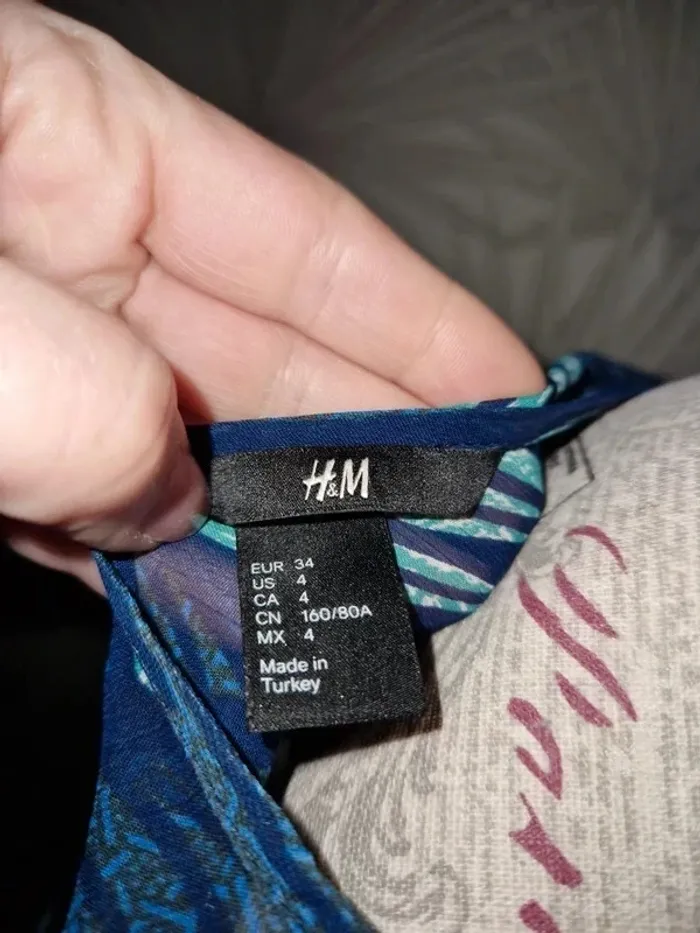 H&M
EUR 34
US 4
CA 4
CN 160/80A
MX 4
Made in
Turkey